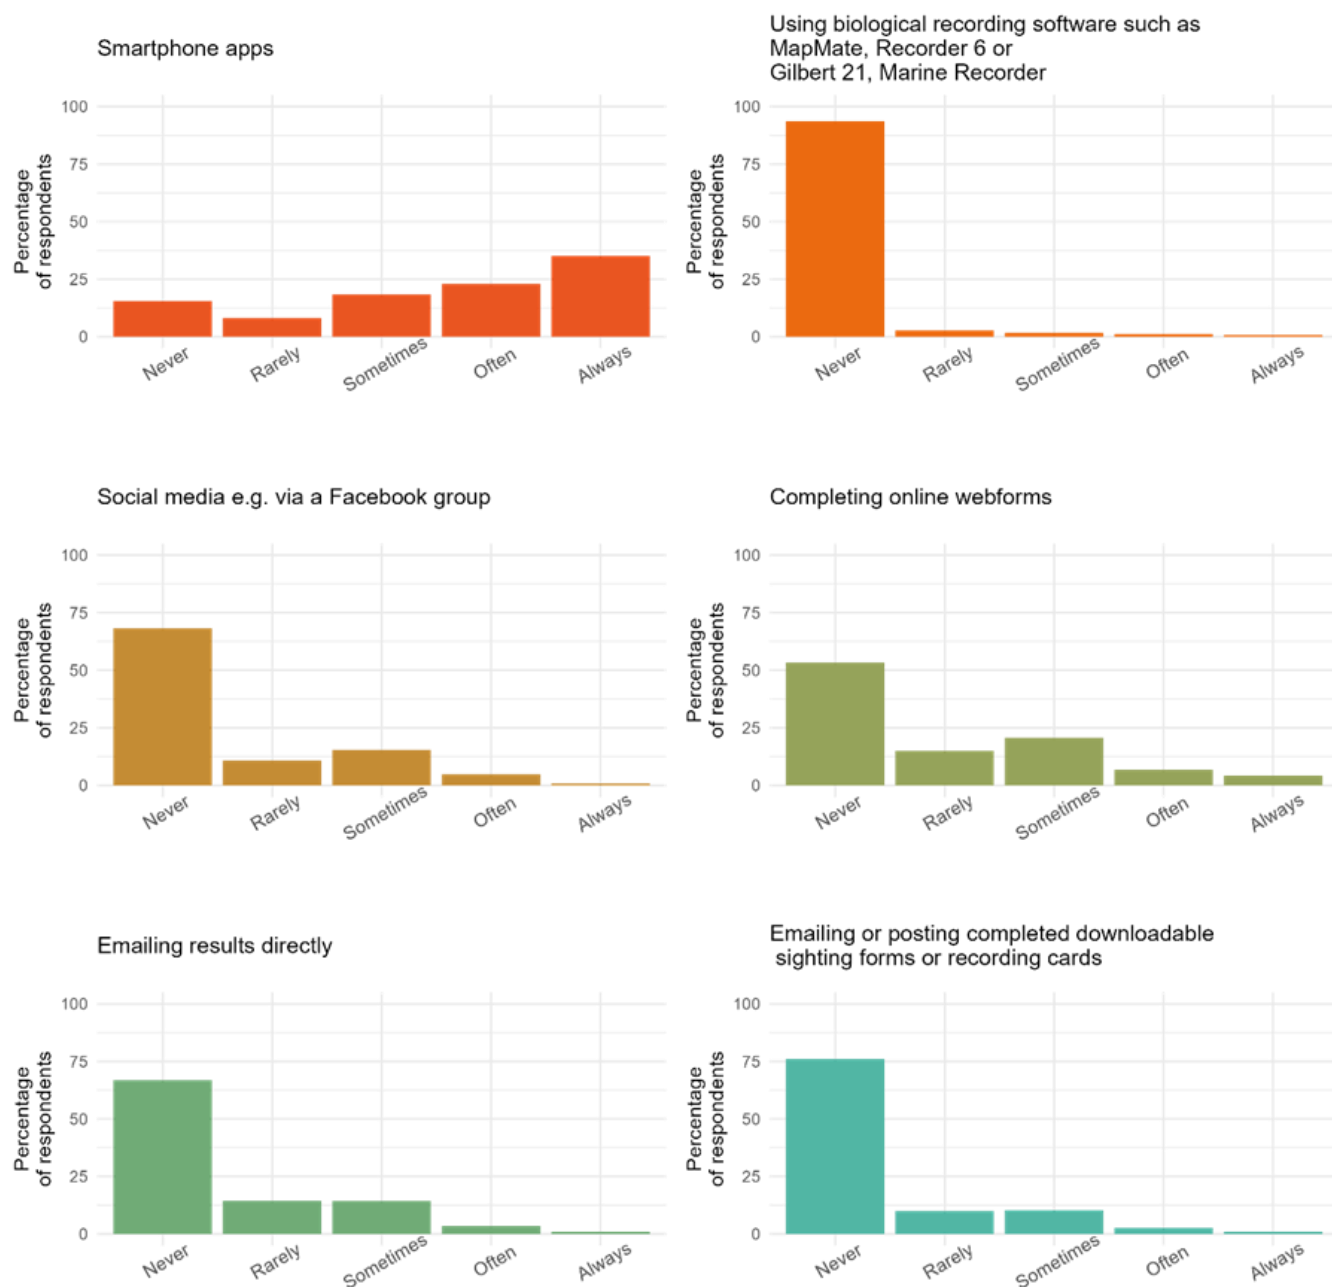 Smartphone apps
Using biological recording software such as
MapMate, Recorder 6 or
Gilbert 21, Marine Recorder
Percentage
of respondents
100
75
50
25
0
Never
Rarely
Sometimes
Often
Always
Percentage
of respondents
100
75
50
25
0
Never
Rarely
Sometimes
Often
Always
Social media e.g. via a Facebook group
Completing online webforms
Percentage
of respondents
100
75
50
25
0
Never
Rarely
Sometimes
Often
Always
Percentage
of respondents
100
75
50
25
0
Never
Rarely
Sometimes
Often
Always
Emailing results directly
Emailing or posting completed downloadable
sighting forms or recording cards
Percentage
of respondents
100
75
50
25
0
Never
Rarely
Sometimes
Often
Always
Percentage
of respondents
100
75
50
25
0
Never
Rarely
Sometimes
Often
Always